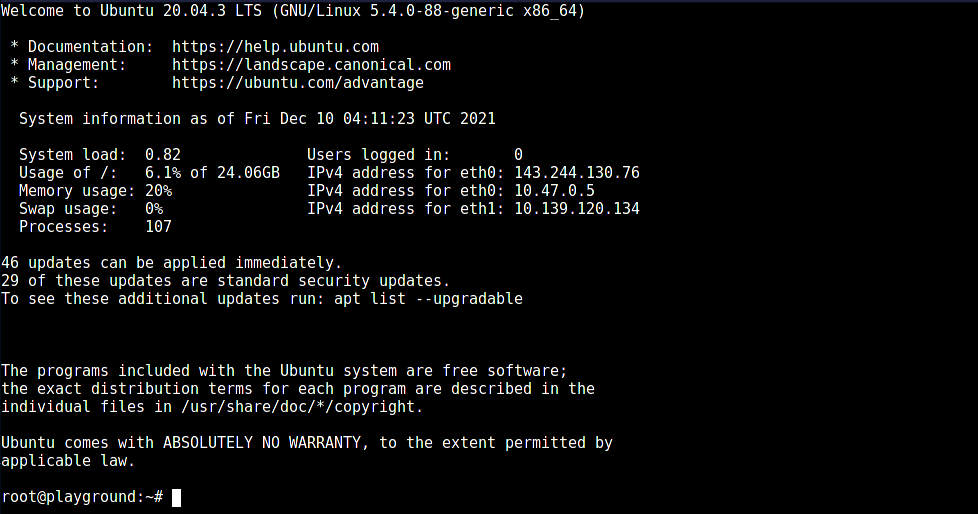 Welcome to Ubuntu 20.04.3 LTS (GNU/Linux 5.4.0-88-generic x86_64)

 * Documentation:  https://help.ubuntu.com
 * Management:     https://landscape.canonical.com
 * Support:        https://ubuntu.com/advantage

  System information as of Fri Dec 10 04:11:23 UTC 2021

  System load:  0.82              Users logged in:       0
  Usage of /:   6.1% of 24.06GB   IPv4 address for eth0: 143.244.130.76
  Memory usage: 20%               IPv4 address for eth0: 10.47.0.5
  Swap usage:   0%                IPv4 address for eth1: 10.139.120.134
  Processes:    107

46 updates can be applied immediately.
29 of these updates are standard security updates.
To see these additional updates run: apt list --upgradable

The programs included with the Ubuntu system are free software;
the exact distribution terms for each program are described in the
individual files in /usr/share/doc/*/copyright.

Ubuntu comes with ABSOLUTELY NO WARRANTY, to the extent permitted by
applicable law.

root@playground:~#